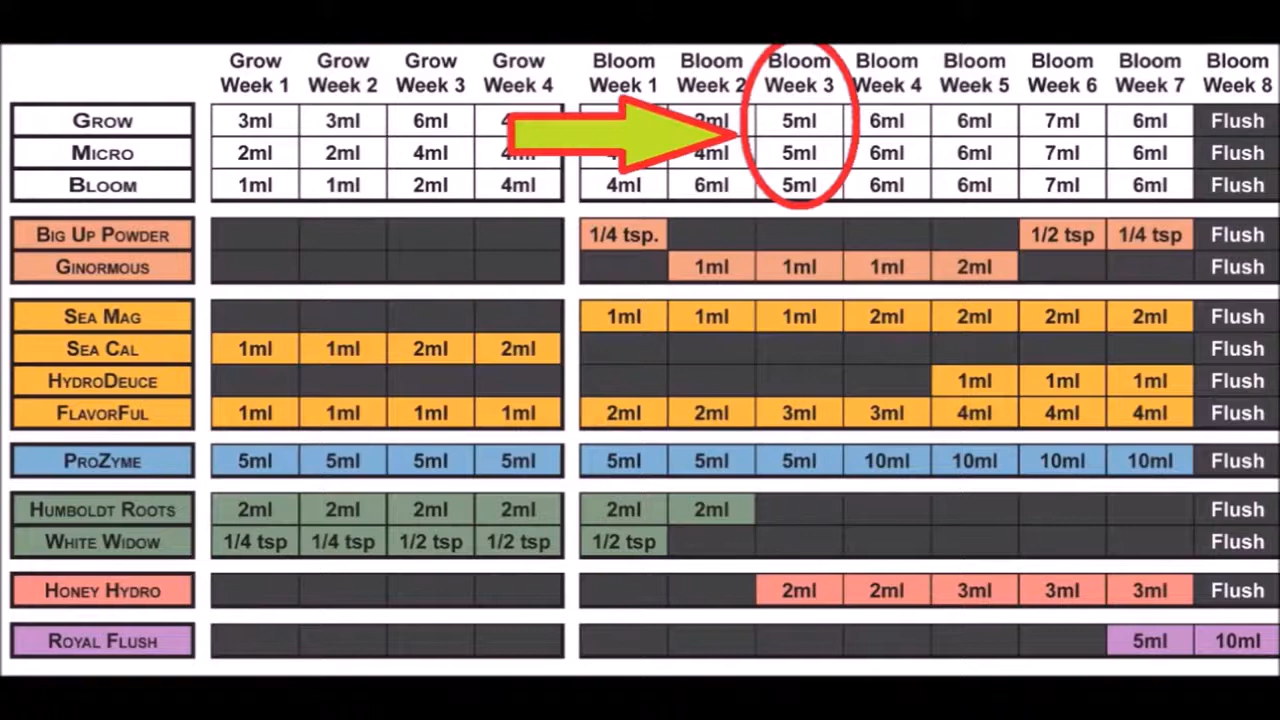 Grow Week 1 Grow Week 2 Grow Week 3 Grow Week 4 Bloom Week 1 Bloom Week 2 Bloom Week 3 Bloom Week 4 Bloom Week 5 Bloom Week 6 Bloom Week 7 Bloom Week 8
GROW 3ml 3ml 6ml 5ml 6ml 6ml 7ml 6ml Flush
MICRO 2ml 2ml 4ml 4ml 5ml 6ml 6ml 7ml 6ml Flush
BLOOM 1ml 1ml 2ml 4ml 4ml 6ml 5ml 6ml 6ml 7ml 6ml Flush
BIG UP POWDER 1/4 tsp. 1/2 tsp 1/4 tsp Flush
GINORMOUS 1ml 1ml 1ml 2ml Flush
SEA MAG 1ml 1ml 1ml 2ml 2ml 2ml 2ml Flush
SEA CAL 1ml 1ml 2ml 2ml Flush
HYDRODEUCE 1ml 1ml 1ml Flush
FLAVORFUL 1ml 1ml 1ml 1ml 2ml 2ml 3ml 3ml 4ml 4ml 4ml Flush
PROZYME 5ml 5ml 5ml 5ml 5ml 5ml 5ml 10ml 10ml 10ml 10ml Flush
HUMBOLDT ROOTS 2ml 2ml 2ml 2ml 2ml 2ml Flush
WHITE WIDOW 1/4 tsp 1/4 tsp 1/2 tsp 1/2 tsp 1/2 tsp Flush
HONEY HYDRO 2ml 2ml 3ml 3ml 3ml Flush
ROYAL FLUSH 5ml 10ml